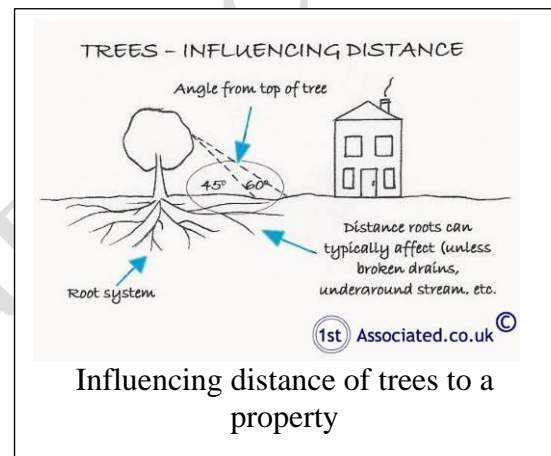 TREES – INFLUENCING DISTANCE
Angle from top of tree
45° 60°
Distance roots can
typically affect (unless
broken drains,
underground stream, etc.
Root system
1st Associated.co.uk ©
Influencing distance of trees to a
property